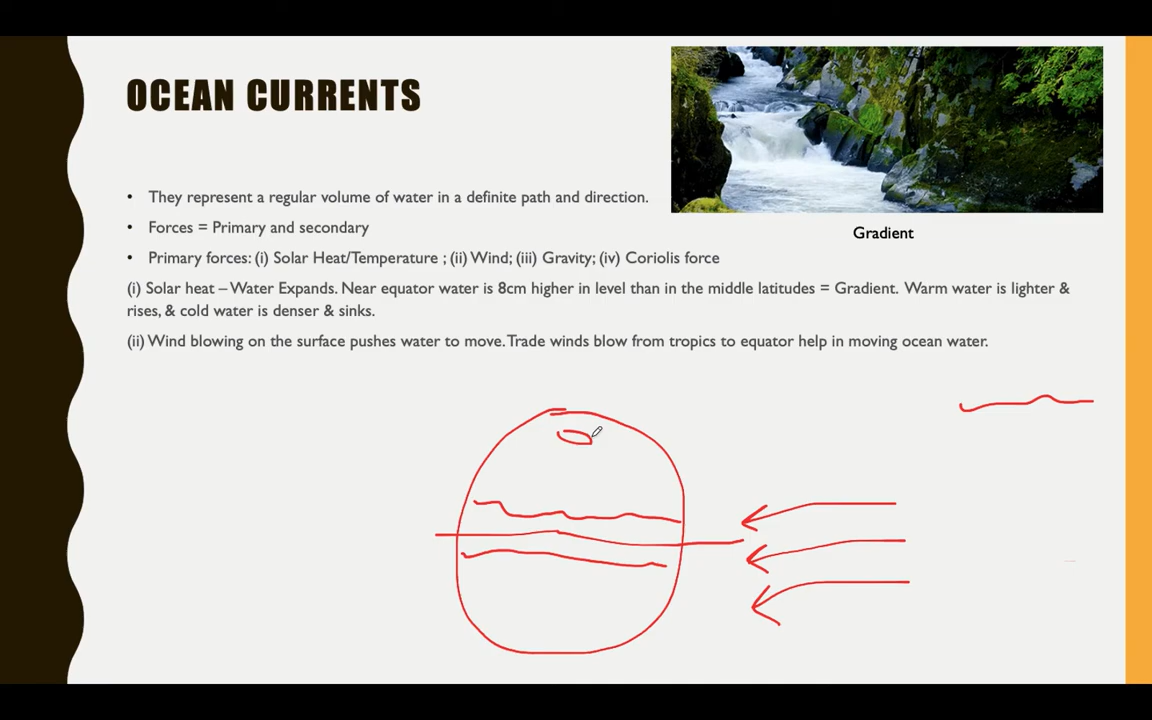 OCEAN CURRENTS
Gradient
• They represent a regular volume of water in a definite path and direction.
• Forces = Primary and secondary
• Primary forces: (i) Solar Heat/Temperature ; (ii) Wind; (iii) Gravity; (iv) Coriolis force
(i) Solar heat – Water Expands. Near equator water is 8cm higher in level than in the middle latitudes = Gradient. Warm water is lighter &
rises, & cold water is denser & sinks.
(ii) Wind blowing on the surface pushes water to move. Trade winds blow from tropics to equator help in moving ocean water.